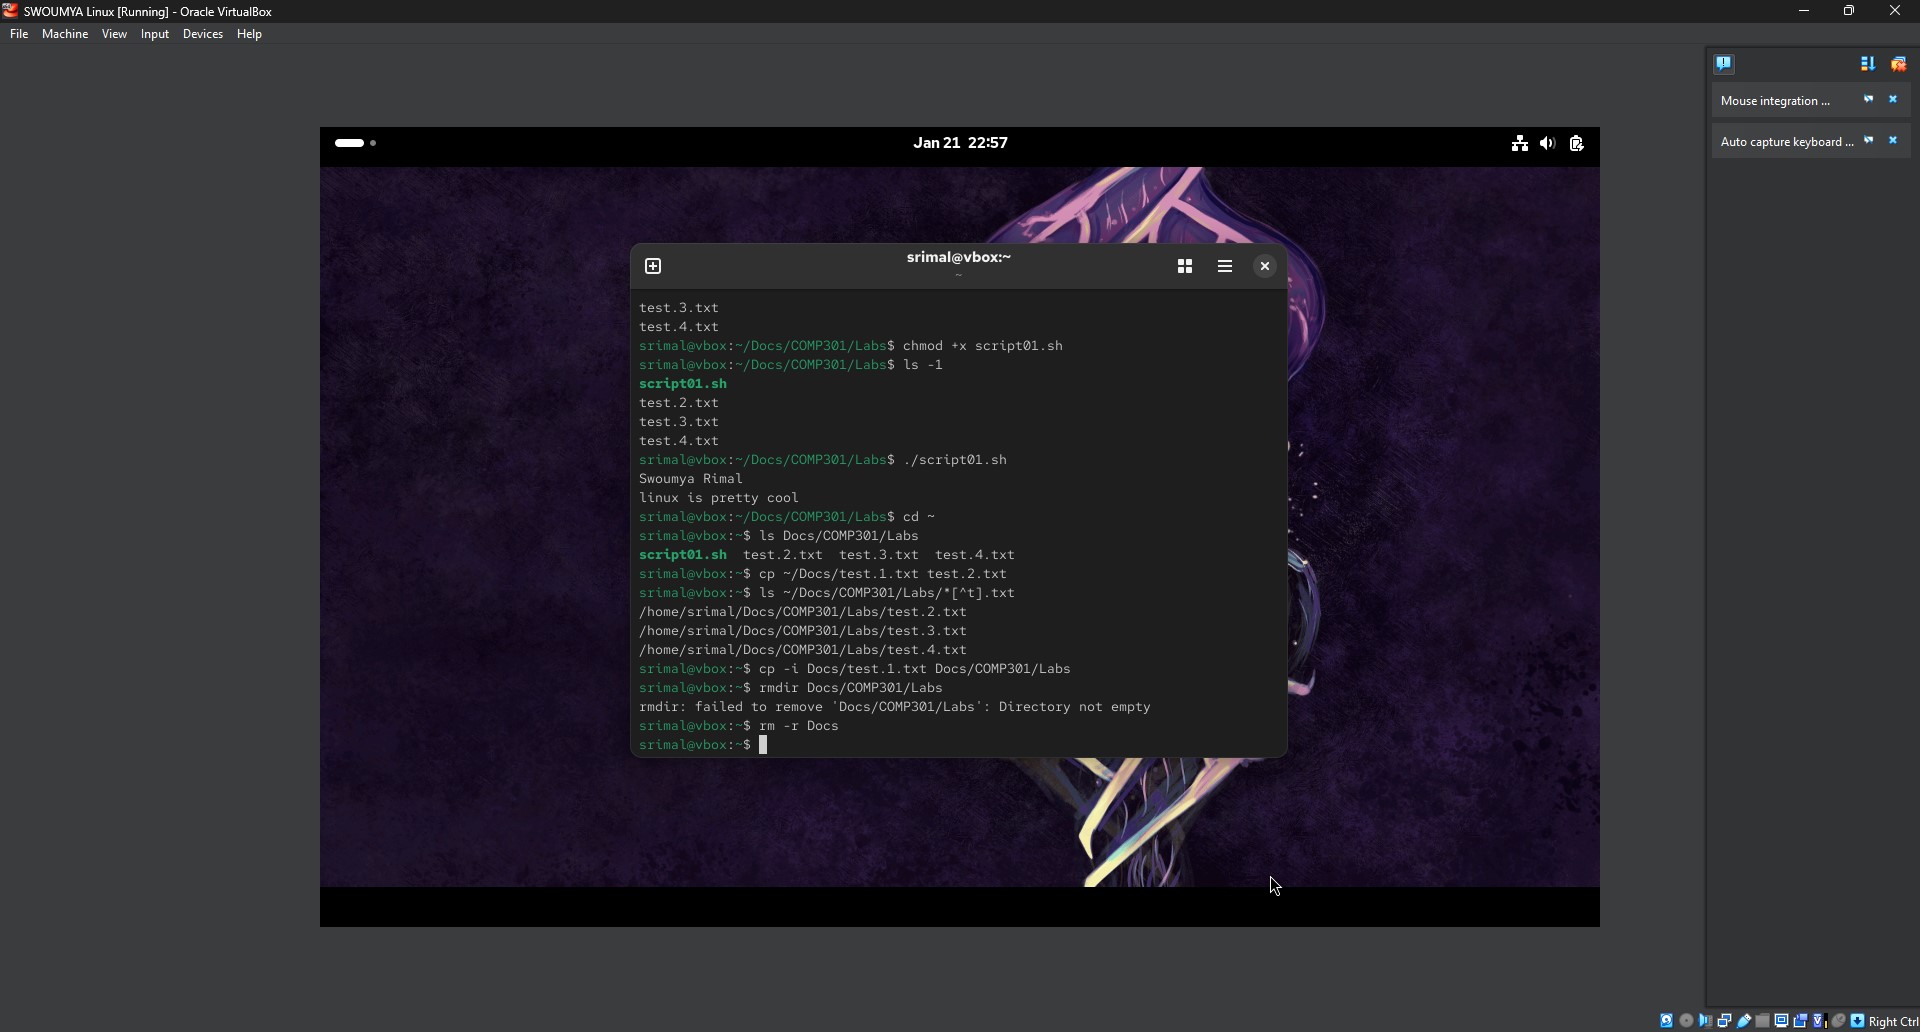 SWOUMYA Linux [Running] - Oracle VirtualBox
File Machine View Input Devices Help
Mouse integration ...
Auto capture keyboard ...
Jan 21 22:57
srimal@vbox:~
~
test.3.txt
test.4.txt
srimal@vbox:~/Docs/COMP301/Labs$ chmod +x script01.sh
srimal@vbox:~/Docs/COMP301/Labs$ ls -1
script01.sh
test.2.txt
test.3.txt
test.4.txt
srimal@vbox:~/Docs/COMP301/Labs$ ./script01.sh
Swoumya Rimal
linux is pretty cool
srimal@vbox:~/Docs/COMP301/Labs$ cd ~
srimal@vbox:~$ ls Docs/COMP301/Labs
script01.sh  test.2.txt  test.3.txt  test.4.txt
srimal@vbox:~$ cp ~/Docs/test.1.txt test.2.txt
srimal@vbox:~$ ls ~/Docs/COMP301/Labs/*[^t].txt
/home/srimal/Docs/COMP301/Labs/test.2.txt
/home/srimal/Docs/COMP301/Labs/test.3.txt
/home/srimal/Docs/COMP301/Labs/test.4.txt
srimal@vbox:~$ cp -i Docs/test.1.txt Docs/COMP301/Labs
srimal@vbox:~$ rmdir Docs/COMP301/Labs
rmdir: failed to remove 'Docs/COMP301/Labs': Directory not empty
srimal@vbox:~$ rm -r Docs
srimal@vbox:~$
Right Ctrl